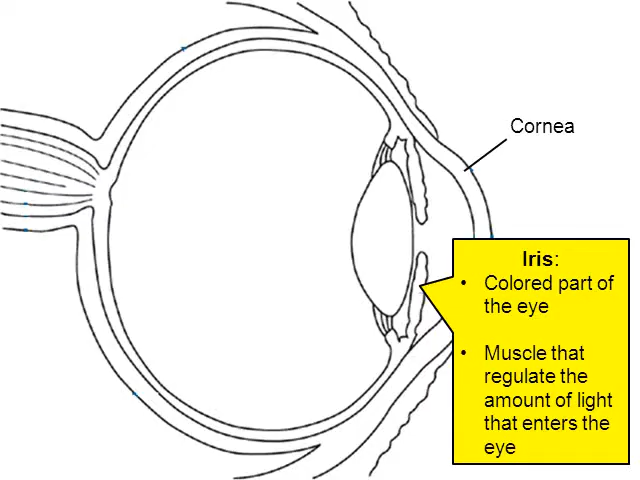 Cornea
Iris:
• Colored part of
the eye
• Muscle that
regulate the
amount of light
that enters the
eye